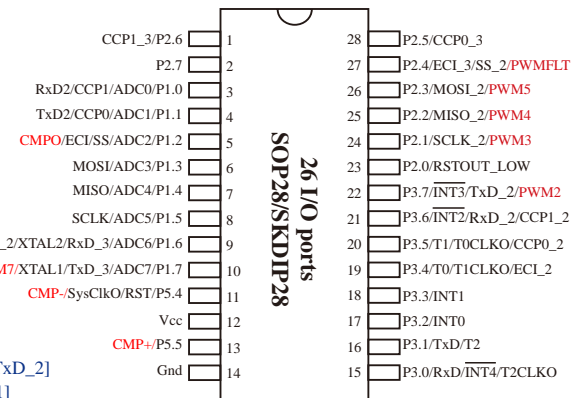 CCP1_3/P2.6 1 28 P2.5/CCP0_3
P2.7 2 27 P2.4/ECI_3/SS_2/PWMFLT
RxD2/CCP1/ADC0/P1.0 3 26 P2.3/MOSI_2/PWM5
TxD2/CCP0/ADC1/P1.1 4 25 P2.2/MISO_2/PWM4
CMPO/ECI/SS/ADC2/P1.2 5 24 P2.1/SCLK_2/PWM3
MOSI/ADC3/P1.3 6 23 P2.0/RSTOUT_LOW
MISO/ADC4/P1.4 7 22 P3.7/INT3/TxD_2/PWM2
SCLK/ADC5/P1.5 8 21 P3.6/INT2/RxD_2/CCP1_2
_2/XTAL2/RxD_3/ADC6/P1.6 9 20 P3.5/T1/T0CLKO/CCP0_2
M7/XTAL1/TxD_3/ADC7/P1.7 10 19 P3.4/T0/T1CLKO/ECI_2
CMP-/SysClkO/RST/P5.4 11 18 P3.3/INT1
Vcc 12 17 P3.2/INT0
CMP+/P5.5 13 16 P3.1/TxD/T2
Gnd 14 15 P3.0/RxD/INT4/T2CLKO
26 I/O ports
SOP28/SKDIP28
xD_2]
1]